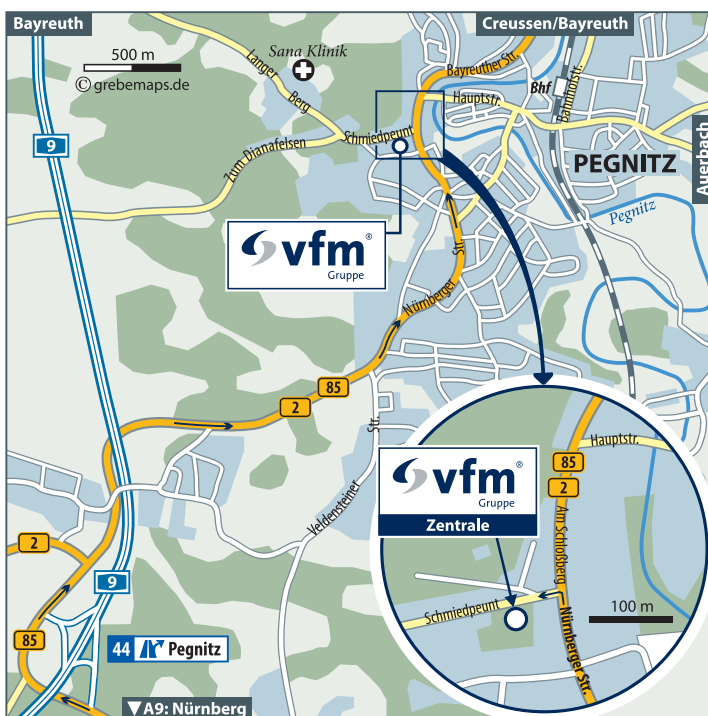 Bayreuth
Creussen/Bayreuth
500 m
© grebemaps.de
Sana Klinik
Langer Berg
Bayreuther Str.
Hauptstr.
Bhf
Bahnhofstr.
9
Schmiedpeunt
Zum Dianafelsen
PEGNITZ
Auerbach
Pegnitz
vfm®
Gruppe
Nürnberger Str.
85
2
Veldensteiner Str.
Hauptstr.
85
2
vfm®
Gruppe
Zentrale
Am Schloßberg
2
9
Schmiedpeunt
100 m
Nürnberger Str.
85
44 Pegnitz
A9: Nürnberg